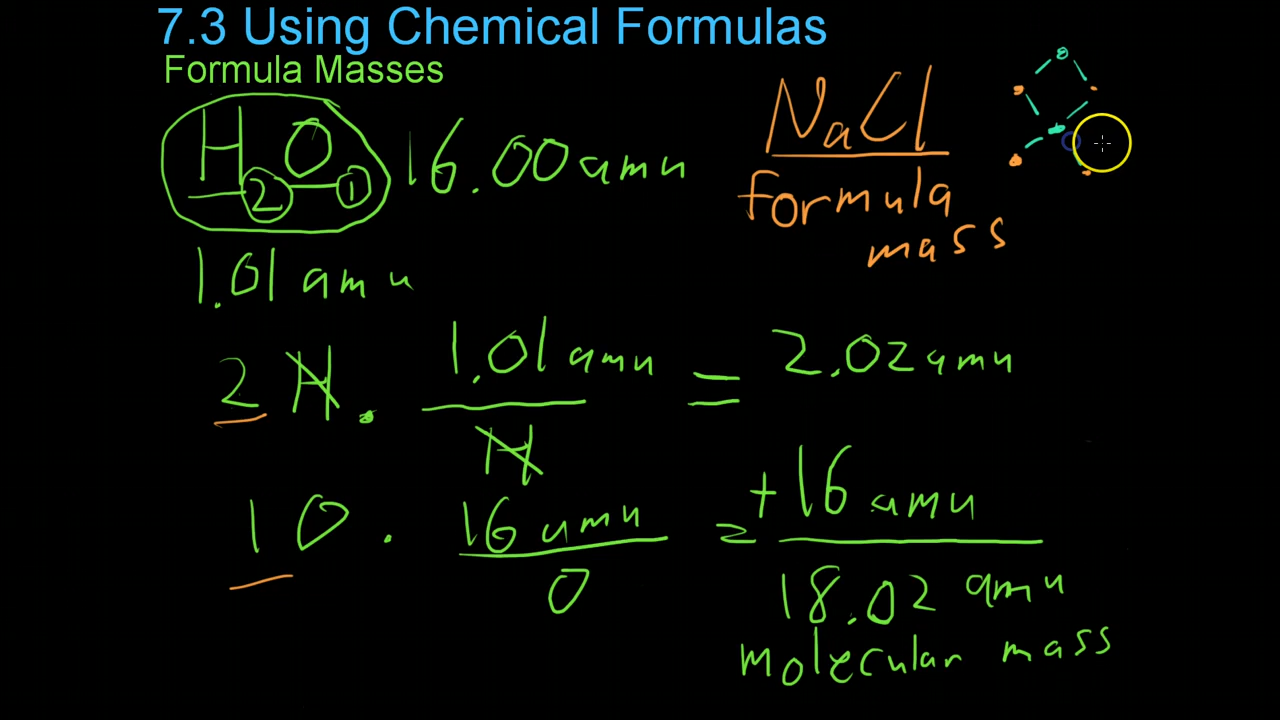 7.3 Using Chemical Formulas
Formula Masses
H2O1 16.00 amu
1.01 amu
NaCl
formula
mass
2 H . 1.01 amu / H = 2.02 amu
1 O . 16 amu / O = +16 amu
18.02 amu
molecular mass